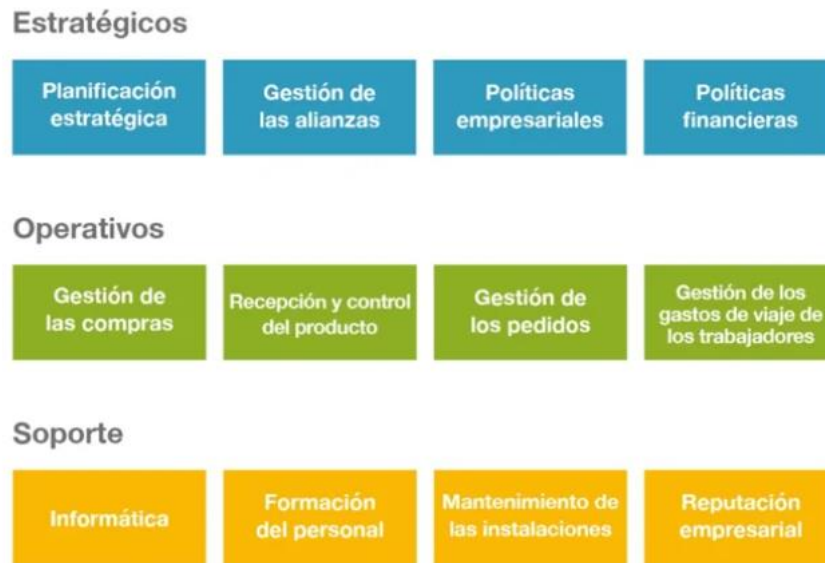 Estratégicos
Planificación
estratégica
Gestión de
las alianzas
Políticas
empresariales
Políticas
financieras
Operativos
Gestión de
las compras
Recepción y control
del producto
Gestión de
los pedidos
Gestión de los
gastos de viaje de
los trabajadores
Soporte
Informática
Formación
del personal
Mantenimiento de
las instalaciones
Reputación
empresarial